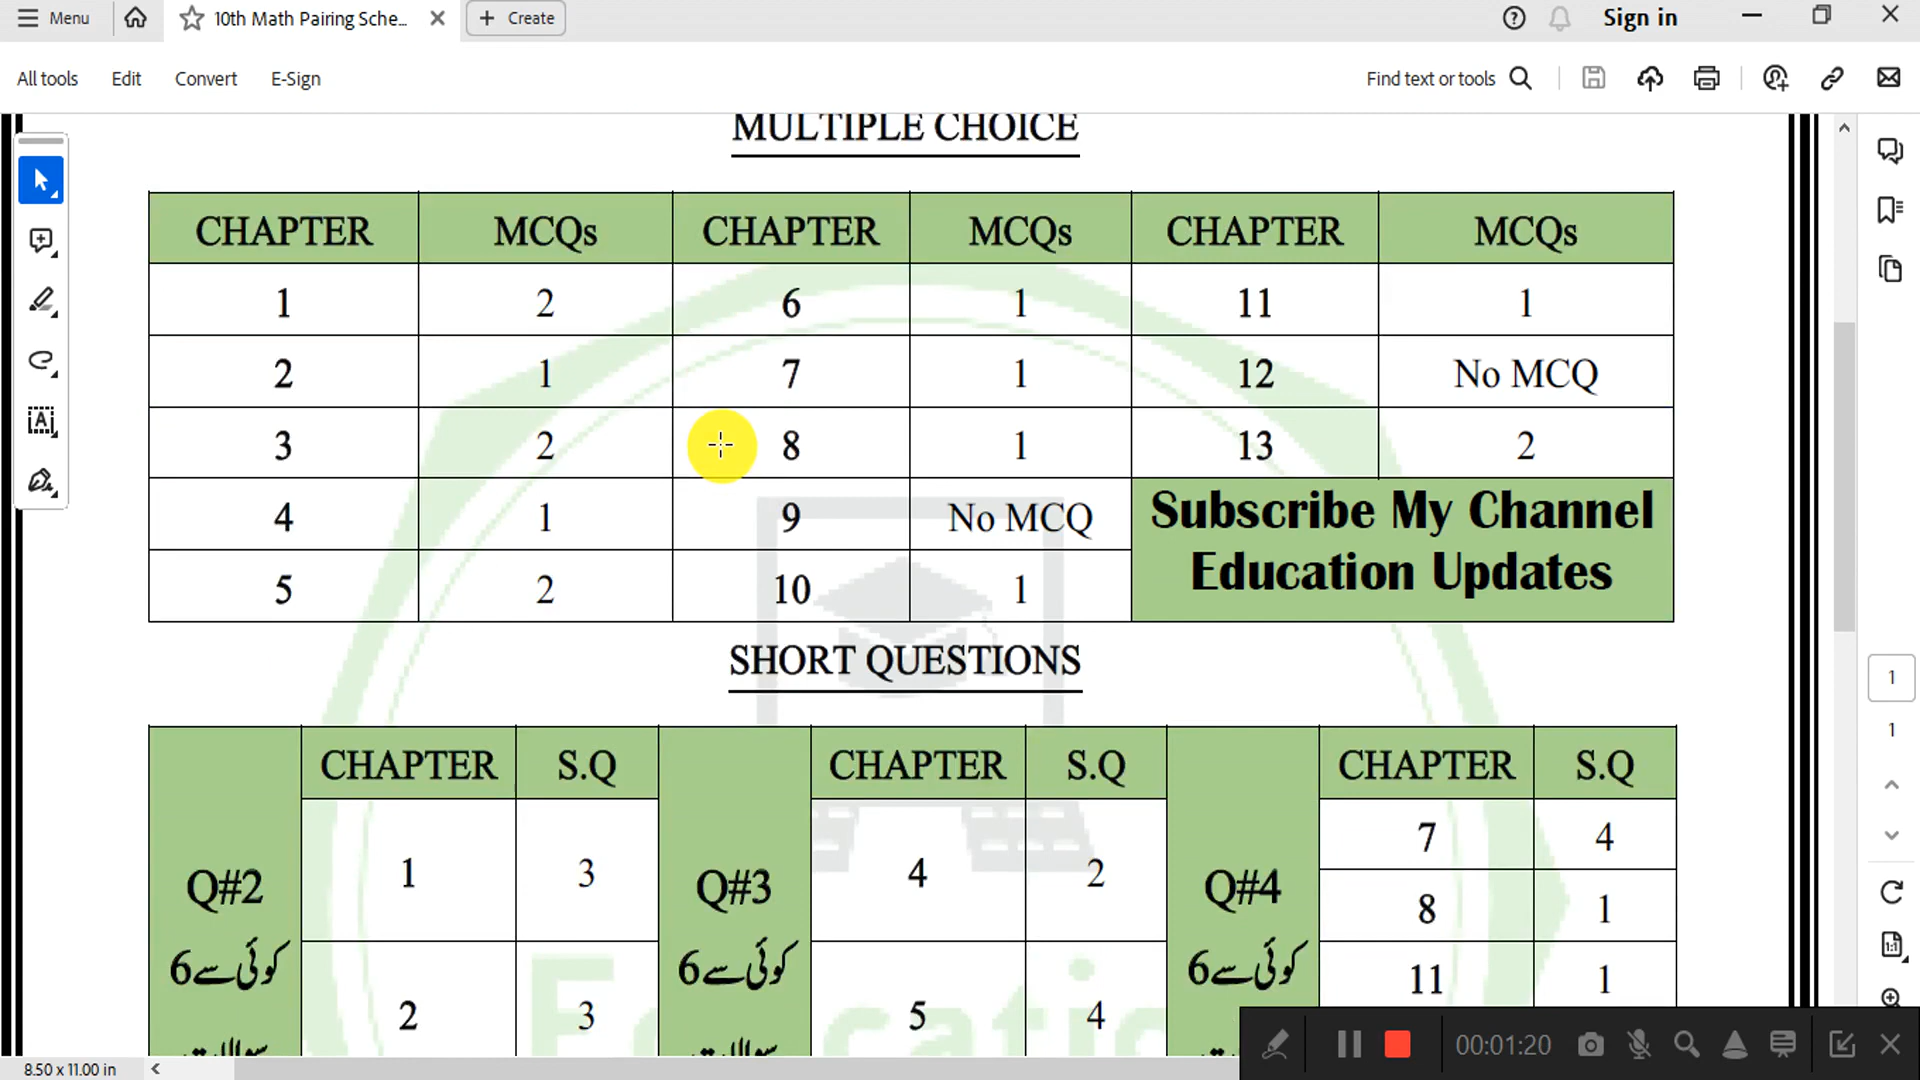 Menu
10th Math Pairing Sche...
Create
Sign in
All tools
Edit
Convert
E-Sign
Find text or tools
MULTIPLE CHOICE
CHAPTER MCQs CHAPTER MCQs CHAPTER MCQs
1 2 6 1 11 1
2 1 7 1 12 No MCQ
3 2 8 1 13 2
4 1 9 No MCQ
5 2 10 1
Subscribe My Channel
Education Updates
SHORT QUESTIONS
CHAPTER S.Q CHAPTER S.Q CHAPTER S.Q
Q#2 1 3 Q#3 4 2 Q#4 7 4
8 1
کوئی سے 6 کوئی سے 6 کوئی سے 6 11 1
2 3 5 4
1
1
8.50 x 11.00 in
00:01:20